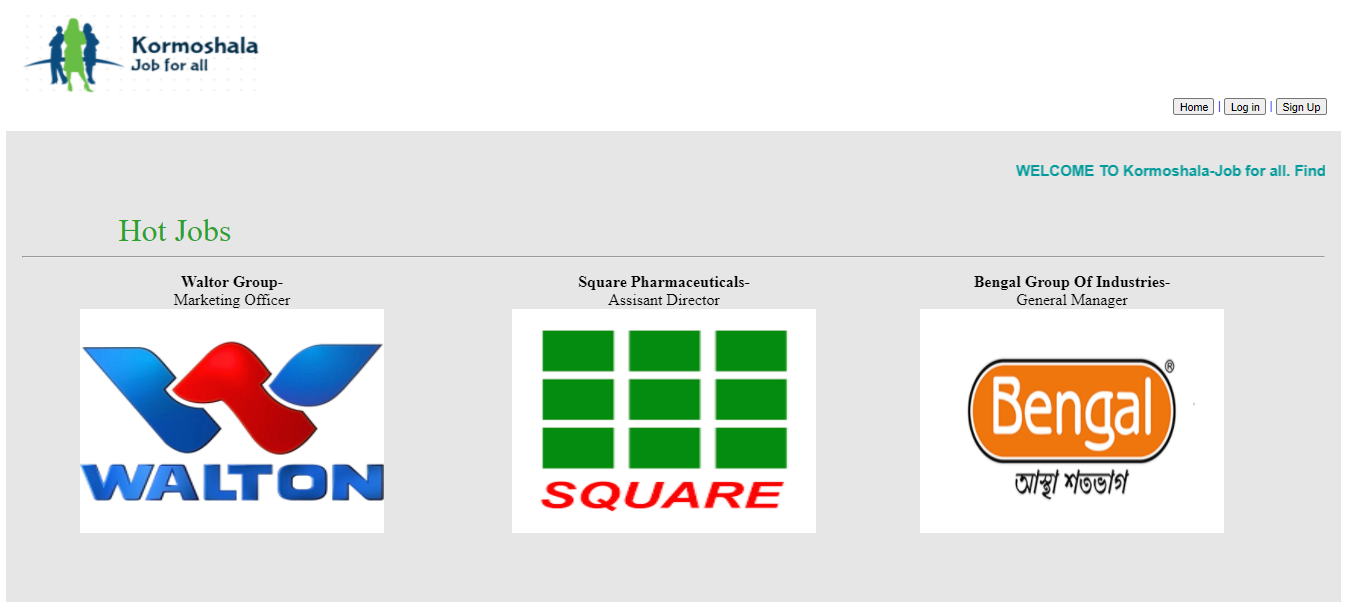 Kormoshala
Job for all
Home | Log in | Sign Up
WELCOME TO Kormoshala-Job for all. Find
Hot Jobs
Waltor Group-
Marketing Officer
WALTON
Square Pharmaceuticals-
Assisant Director
SQUARE
Bengal Group Of Industries-
General Manager
Bengal®
আস্থা শতভাগ